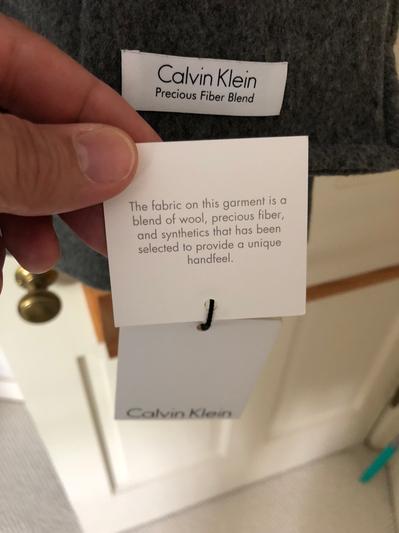 Calvin Klein
Precious Fiber Blend
The fabric on this garment is a
blend of wool, precious fiber,
and synthetics that has been
selected to provide a unique
handfeel.
Calvin Klein